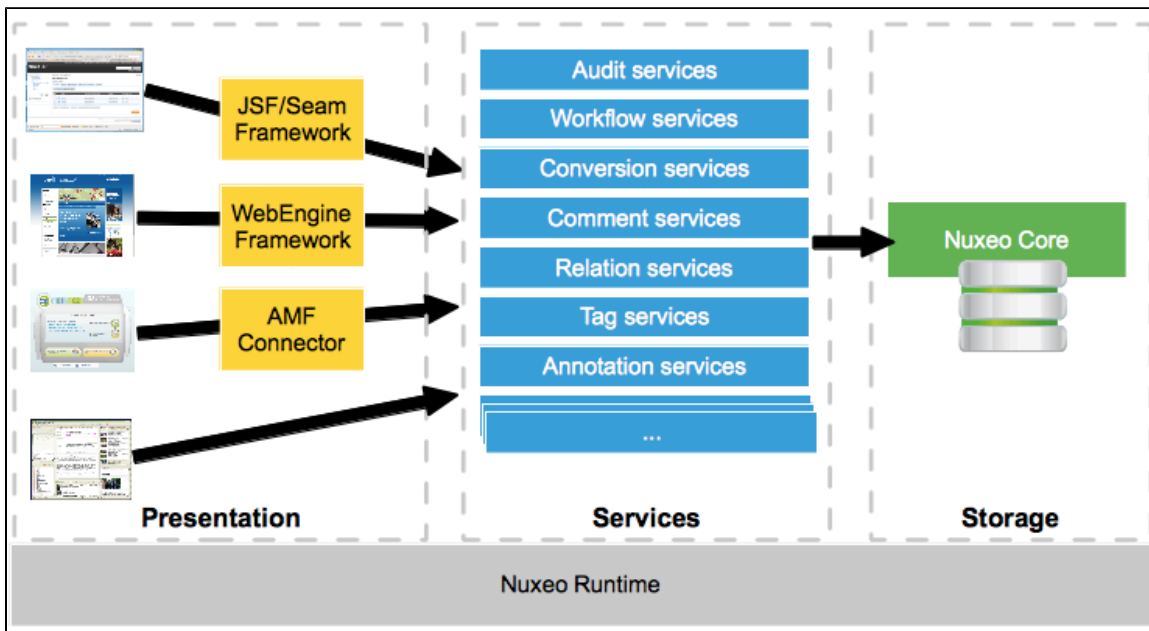 JSF/Seam
Framework
WebEngine
Framework
AMF
Connector
Presentation
Audit services
Workflow services
Conversion services
Comment services
Relation services
Tag services
Annotation services
...
Services
Nuxeo Core
Storage
Nuxeo Runtime